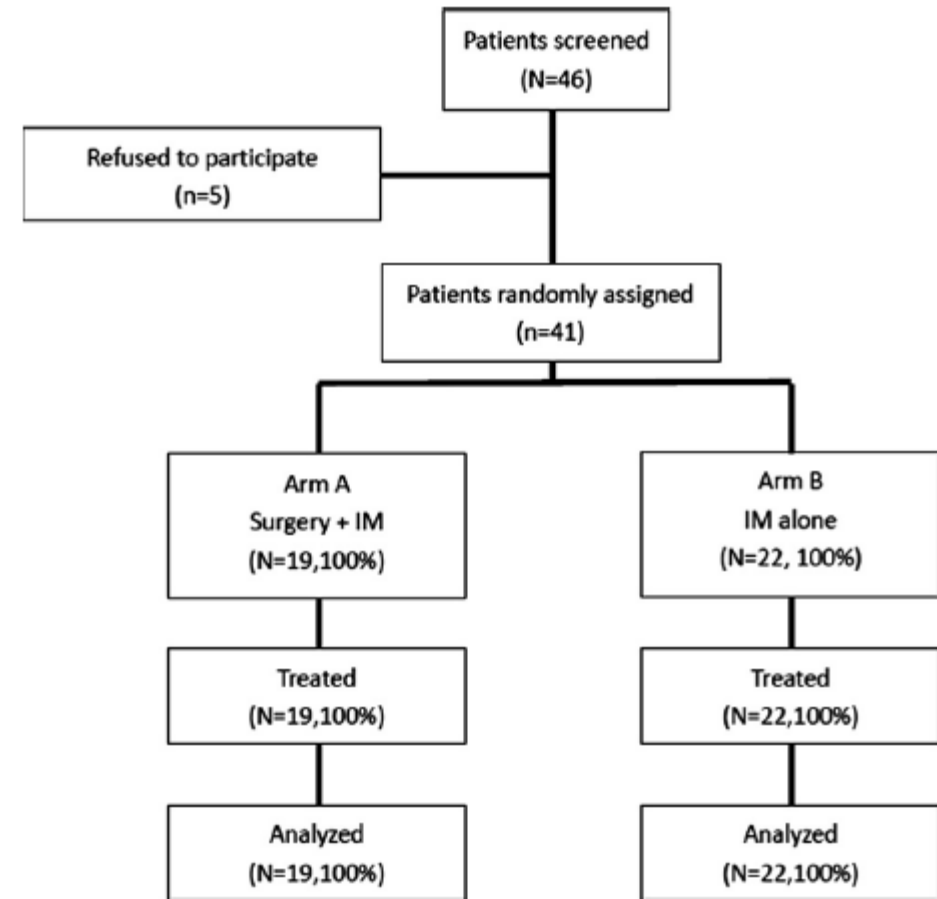 Patients screened
(N=46)
Refused to participate
(n=5)
Patients randomly assigned
(n=41)
Arm A
Surgery + IM
(N=19,100%)
Arm B
IM alone
(N=22, 100%)
Treated
(N=19,100%)
Treated
(N=22,100%)
Analyzed
(N=19,100%)
Analyzed
(N=22,100%)